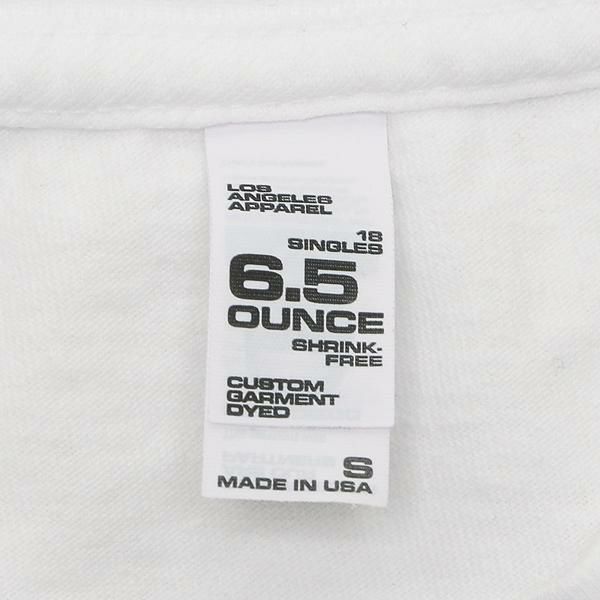 LOS
ANGELES
APPAREL
18
SINGLES
6.5
OUNCE
SHRINK-
FREE
CUSTOM
GARMENT
DYED
S
MADE IN USA